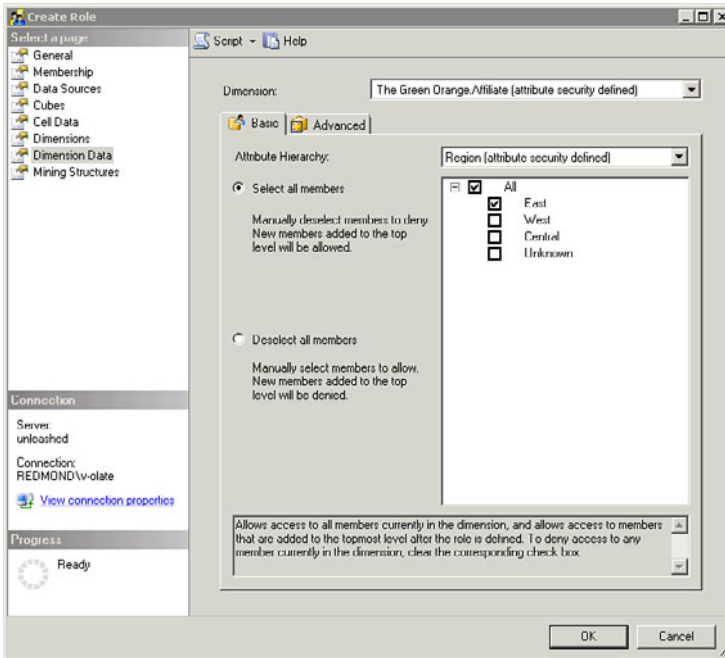 Create Role
Select a page
General
Membership
Data Sources
Cubes
Cell Data
Dimensions
Dimension Data
Mining Structures
Connection
Server:
unleashed
Connection:
REDMOND\v-olate
View connection properties
Progress
Ready
Script Help
Dimension: The Green Orange.Affiliate (attribute security defined)
Basic Advanced
Attribute Hierarchy: Region (attribute security defined)
Select all members
Manually deselect members to deny.
New members added to the top
level will be allowed.
Deselect all members
Manually select members to allow.
New members added to the top
level will be denied.
All
East
West
Central
Unknown
Allows access to all members currently in the dimension, and allows access to members
that are added to the topmost level after the role is defined. To deny access to any
member currently in the dimension, clear the corresponding check box.
OK Cancel